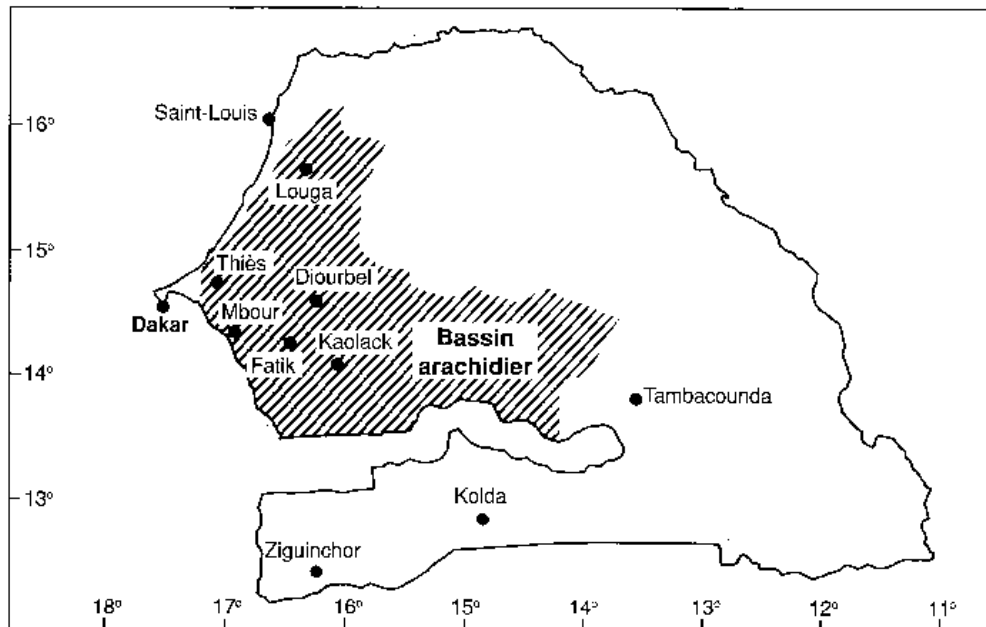 Saint-Louis
16°
Louga
15°
Thiès
Diourbel
Mbour
Dakar
Kaolack
Bassin
arachidier
Fatik
14°
Tambacounda
13°
Kolda
Ziguinchor
18°
17°
16°
15°
14°
13°
12°
11°